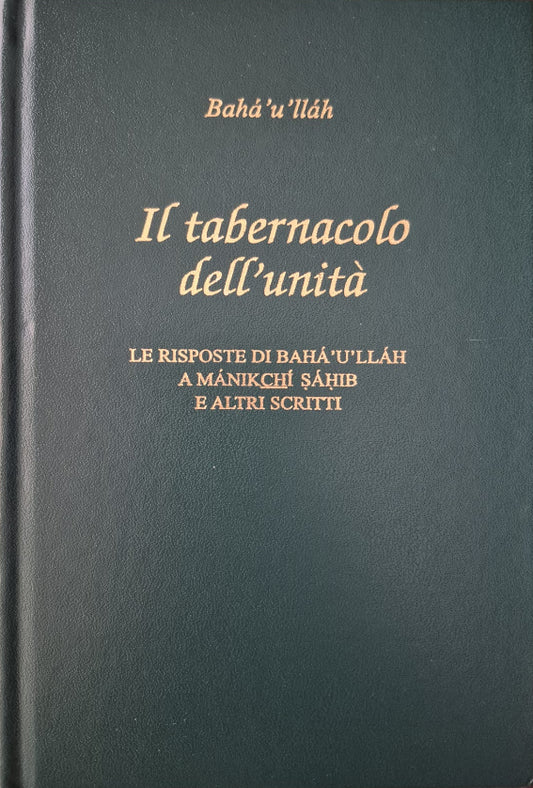 Bahá'u'lláh
Il tabernacolo
dell'unità
LE RISPOSTE DI BAHÁ'U'LLÁH
A MÁNIKCHÍ ṢÁḤIB
E ALTRI SCRITTI